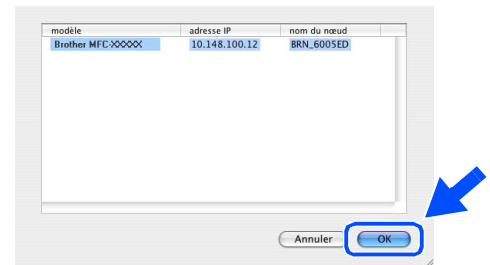 modèle adresse IP nom du nœud
Brother MFC-XXXXX 10.148.100.12 BRN_6005ED
Annuler OK